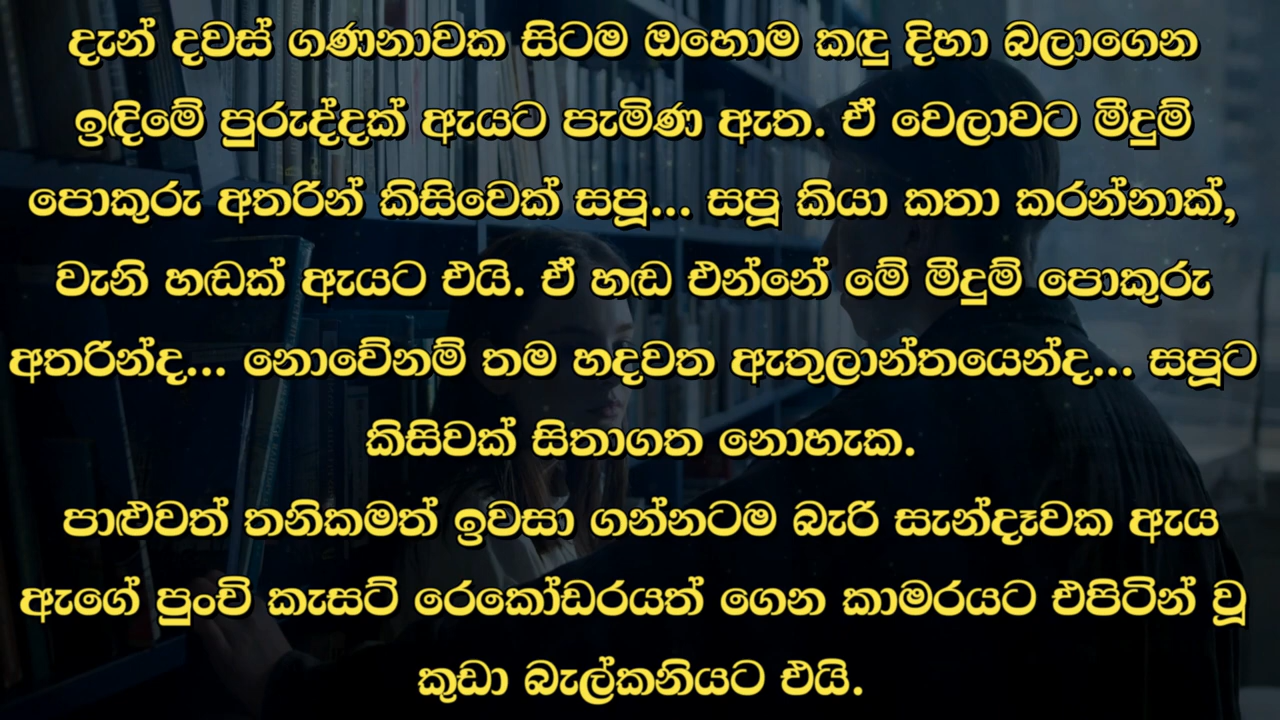 දැන් දවස් ගණනාවක සිටම ඔහොම කඳු දිහා බලාගෙන
ඉඳිමේ පුරුද්දක් ඇයට පැමිණ ඇත. ඒ වෙලාවට මීදුම්
පොකුරු අතරින් කිසිවෙක් සපූ... සපූ කියා කතා කරන්නාක්,
වැනි හඬක් ඇයට එයි. ඒ හඬ එන්නේ මේ මීදුම් පොකුරු
අතරින්ද... නොවේනම් තම හදවත ඇතුලාන්තයෙන්ද... සපූට
කිසිවක් සිතාගත නොහැක.
පාළුවත් තනිකමත් ඉවසා ගන්නටම බැරි සැන්දෑවක ඇය
ඇගේ පුංචි කැසට් රෙකෝඩරයත් ගෙන කාමරයට එපිටින් වූ
කුඩා බැල්කනියට එයි.